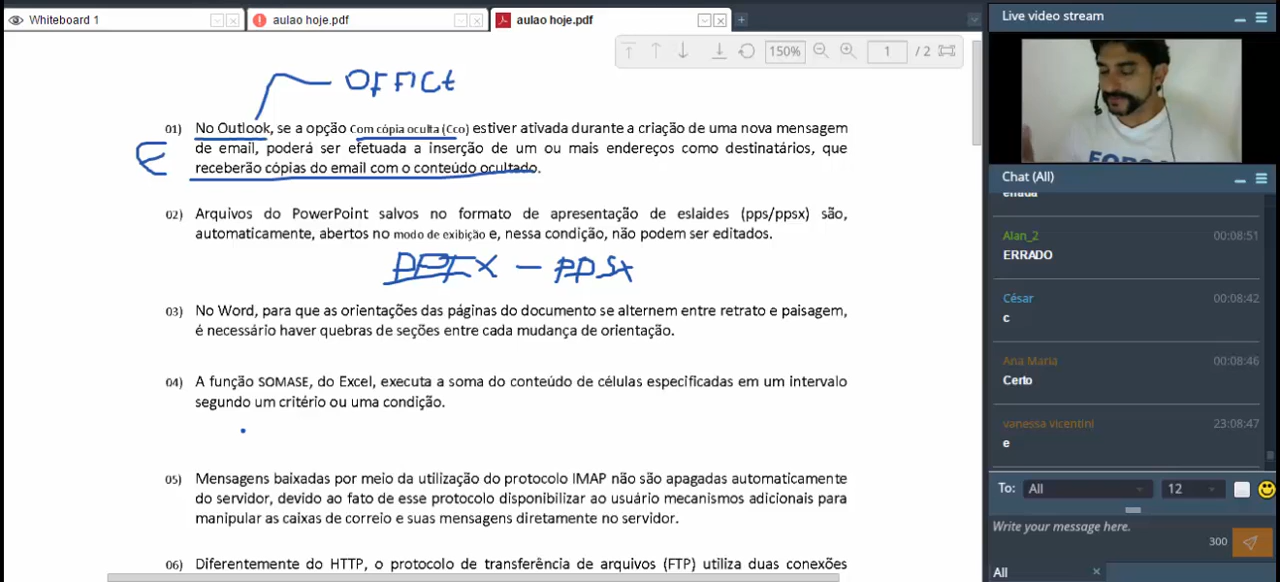 Whiteboard 1
aulao hoje.pdf
aulao hoje.pdf
150%
1
/ 2
OFFICE
01) No Outlook, se a opção Com cópia oculta (Cco) estiver ativada durante a criação de uma nova mensagem
de email, poderá ser efetuada a inserção de um ou mais endereços como destinatários, que
receberão cópias do email com o conteúdo ocultado.
E
02) Arquivos do PowerPoint salvos no formato de apresentação de eslaides (pps/ppsx) são,
automaticamente, abertos no modo de exibição e, nessa condição, não podem ser editados.
PPTX - PPSX
03) No Word, para que as orientações das páginas do documento se alternem entre retrato e paisagem,
é necessário haver quebras de seções entre cada mudança de orientação.
04) A função SOMASE, do Excel, executa a soma do conteúdo de células especificadas em um intervalo
segundo um critério ou uma condição.
05) Mensagens baixadas por meio da utilização do protocolo IMAP não são apagadas automaticamente
do servidor, devido ao fato de esse protocolo disponibilizar ao usuário mecanismos adicionais para
manipular as caixas de correio e suas mensagens diretamente no servidor.
06) Diferentemente do HTTP, o protocolo de transferência de arquivos (FTP) utiliza duas conexões
Live video stream
Chat (All)
errada
Alan_2 00:08:51
ERRADO
César 00:08:42
c
Ana Maria 00:08:46
Certo
vanessa vicentini 23:08:47
e
To: All 12
Write your message here.
300
All